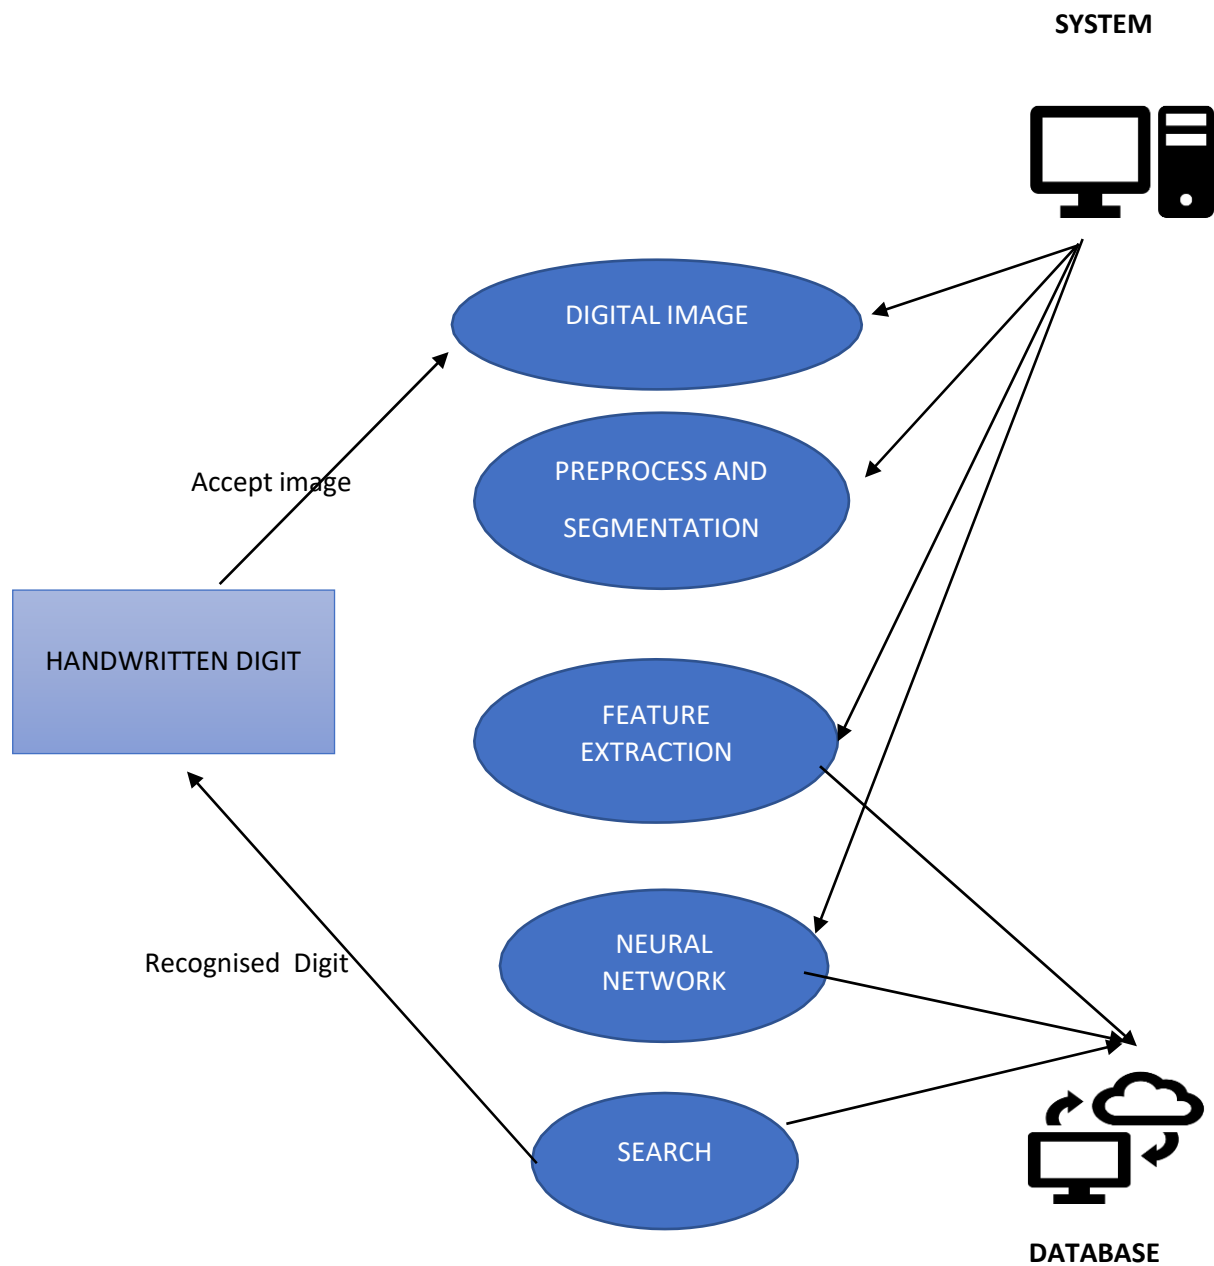 SYSTEM
DIGITAL IMAGE
PREPROCESS AND
SEGMENTATION
Accept image
HANDWRITTEN DIGIT
FEATURE
EXTRACTION
NEURAL
NETWORK
Recognised  Digit
SEARCH
DATABASE